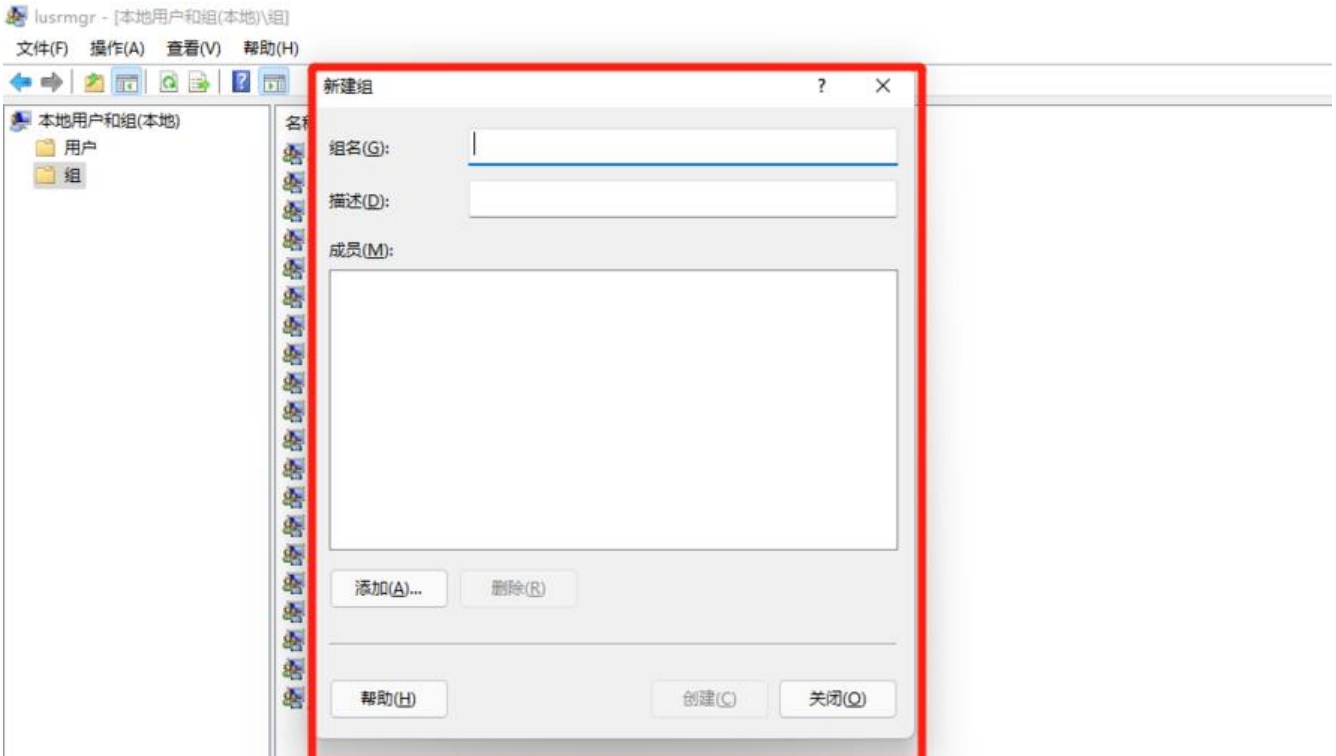 lusrmgr - [本地用户和组(本地)\组]
文件(F) 操作(A) 查看(V) 帮助(H)
新建组
本地用户和组(本地)
用户
组
名
组名(G):
描述(D):
成员(M):
添加(A)... 删除(R)
帮助(H) 创建(C) 关闭(O)